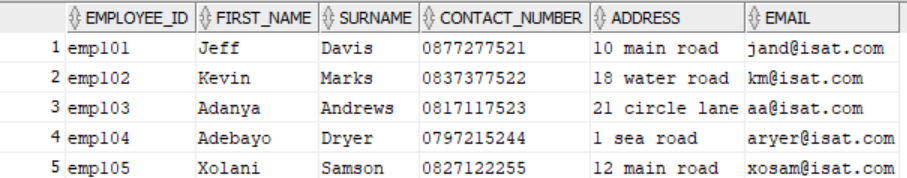 EMPLOYEE_ID FIRST_NAME SURNAME CONTACT_NUMBER ADDRESS EMAIL
1 emp101 Jeff Davis 0877277521 10 main road jand@isat.com
2 emp102 Kevin Marks 0837377522 18 water road km@isat.com
3 emp103 Adanya Andrews 0817117523 21 circle lane aa@isat.com
4 emp104 Adebayo Dryer 0797215244 1 sea road aryer@isat.com
5 emp105 Xolani Samson 0827122255 12 main road xosam@isat.com